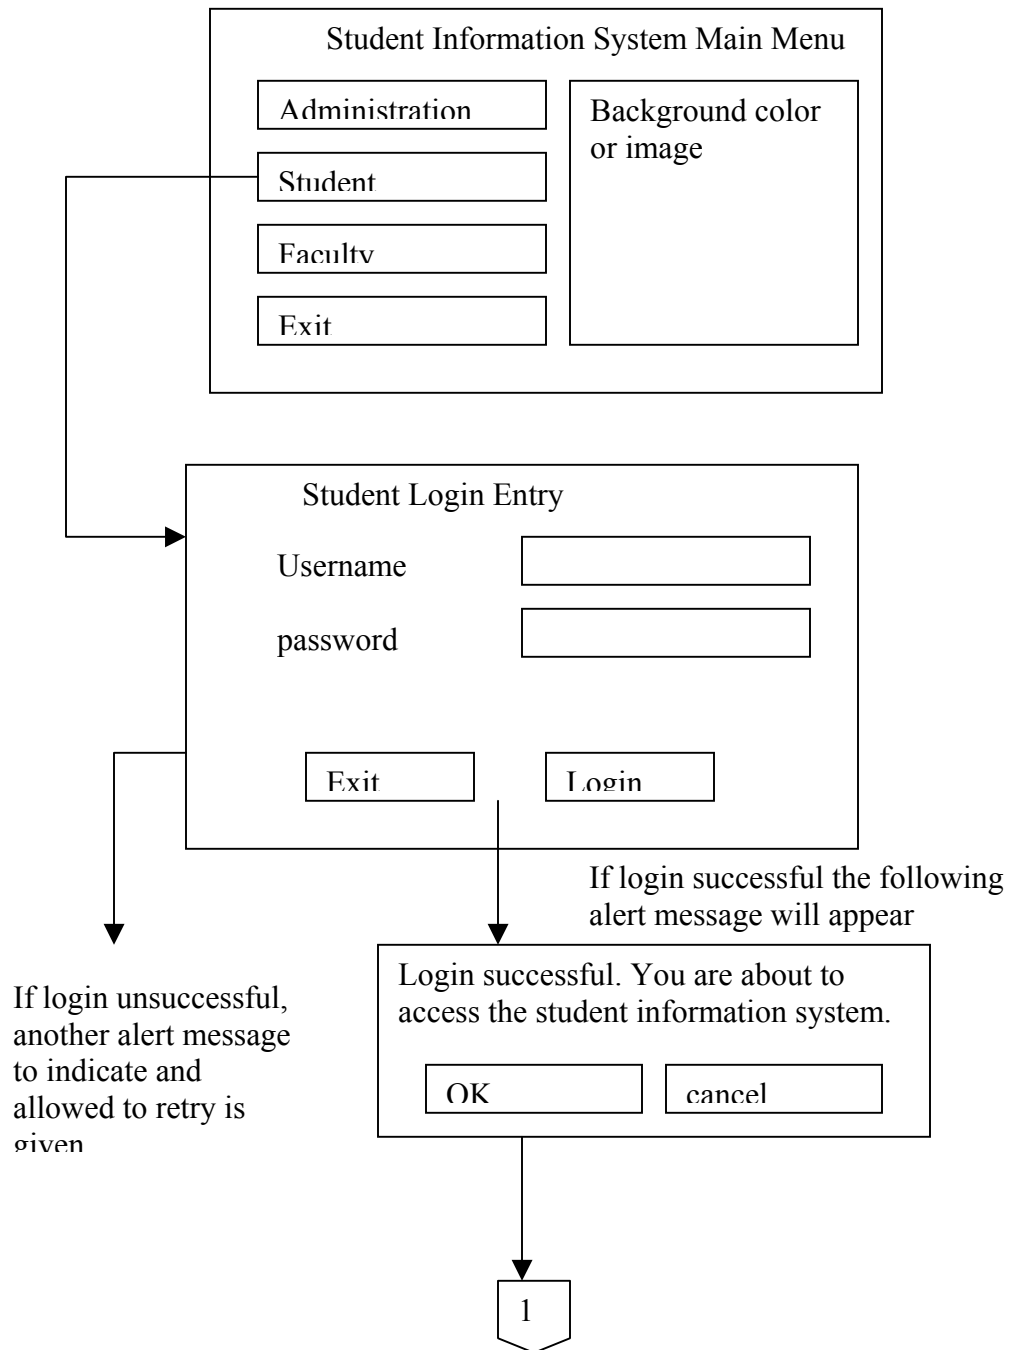 Student Information System Main Menu
Administration
Background color
or image
Student
Faculty
Exit
Student Login Entry
Username
password
Exit
Login
If login successful the following
alert message will appear
Login successful. You are about to
access the student information system.
OK
cancel
If login unsuccessful,
another alert message
to indicate and
allowed to retry is
given
1